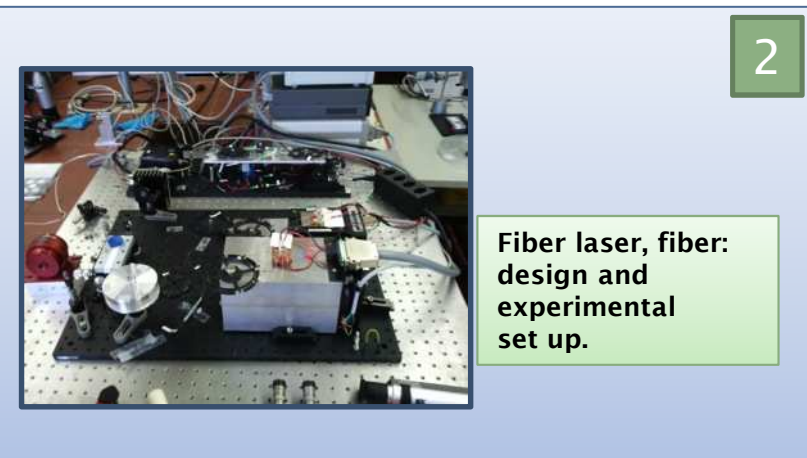 2
Fiber laser, fiber:
design and
experimental
set up.